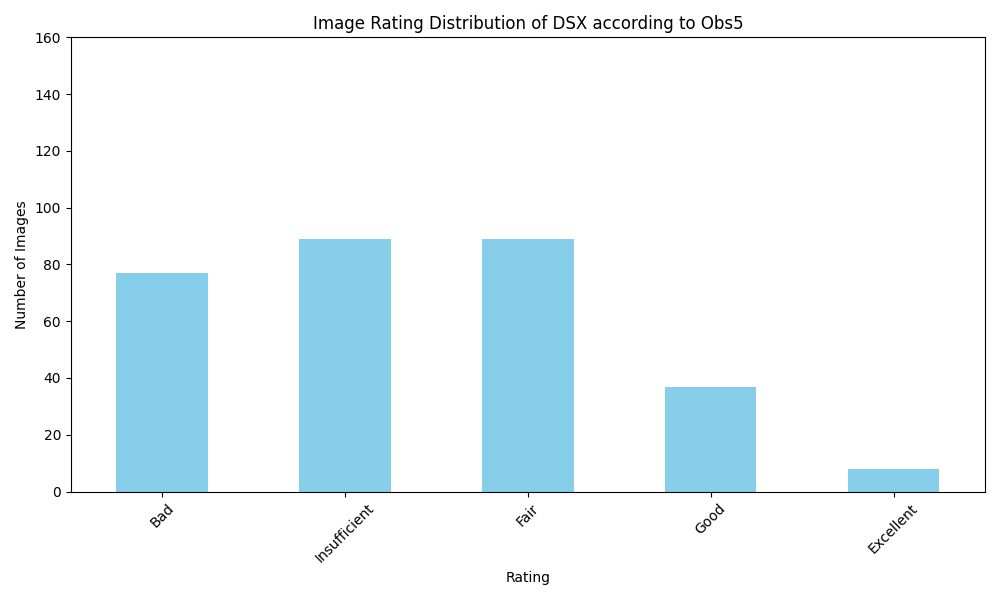 Image Rating Distribution of DSX according to Obs5
160
140
120
100
80
60
40
20
0
Number of Images
Bad
Insufficient
Fair
Good
Excellent
Rating